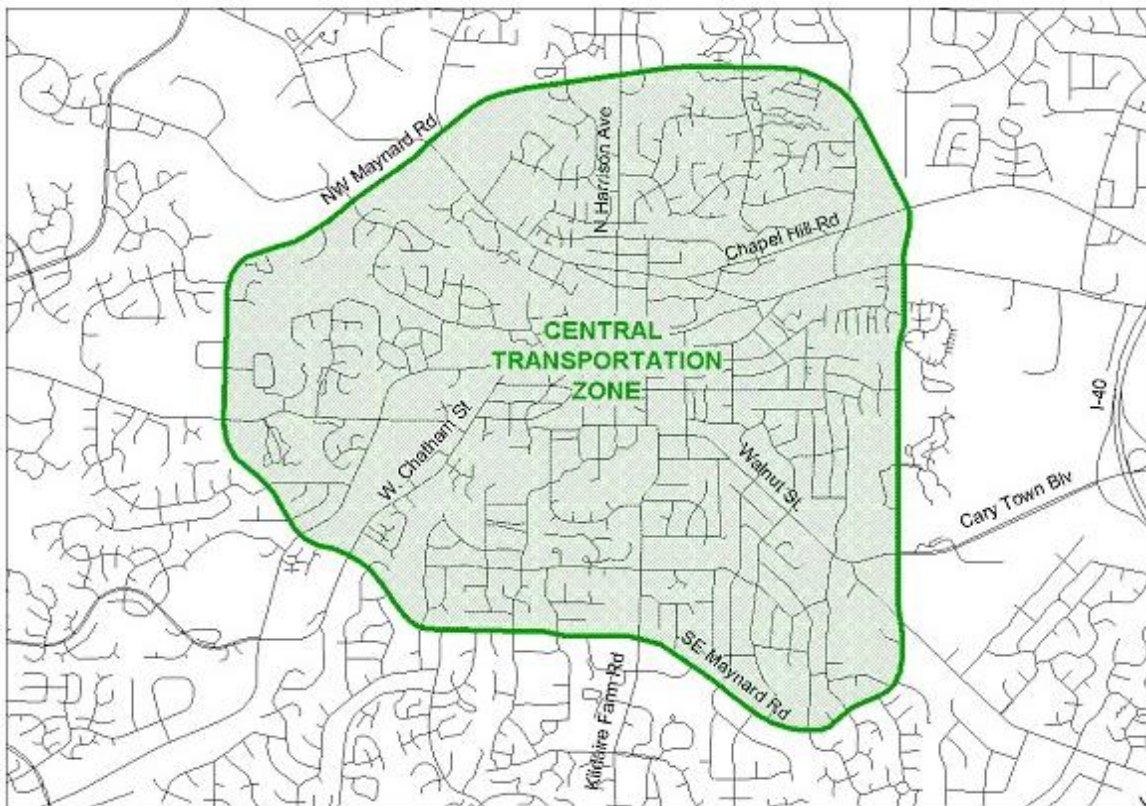 NW Maynard Rd
N Harrison Ave
Chapel Hill Rd
CENTRAL
TRANSPORTATION
ZONE
I-40
W. Chatham St
Walnut St.
Cary Town Blv
SE Maynard Rd
Kildaire Farm Rd